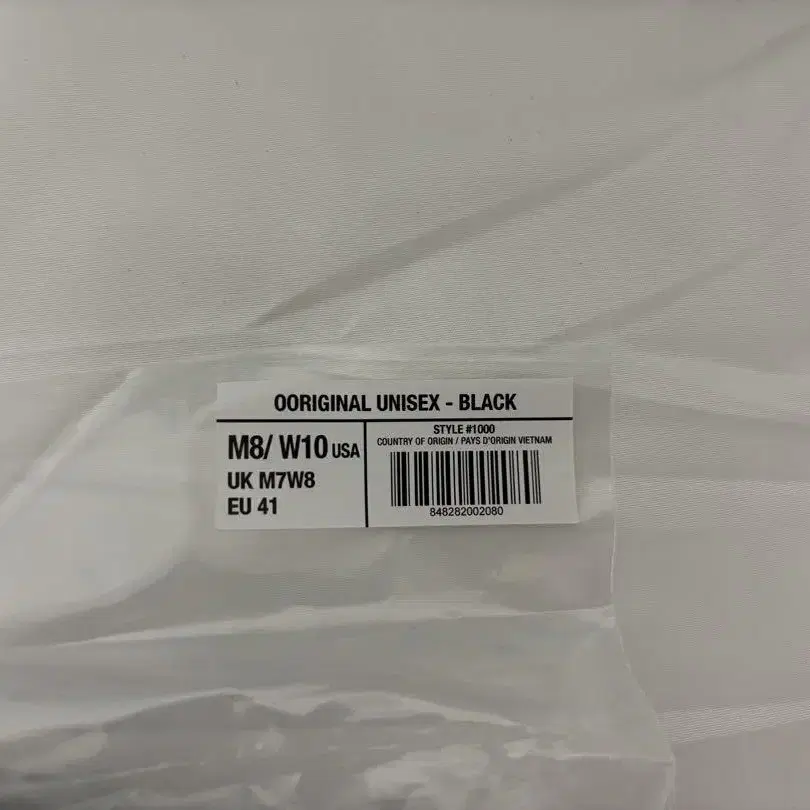 OORIGINAL UNISEX - BLACK
M8/ W10 USA
UK M7W8
EU 41
STYLE #1000
COUNTRY OF ORIGIN / PAYS D'ORIGIN VIETNAM
848282002080